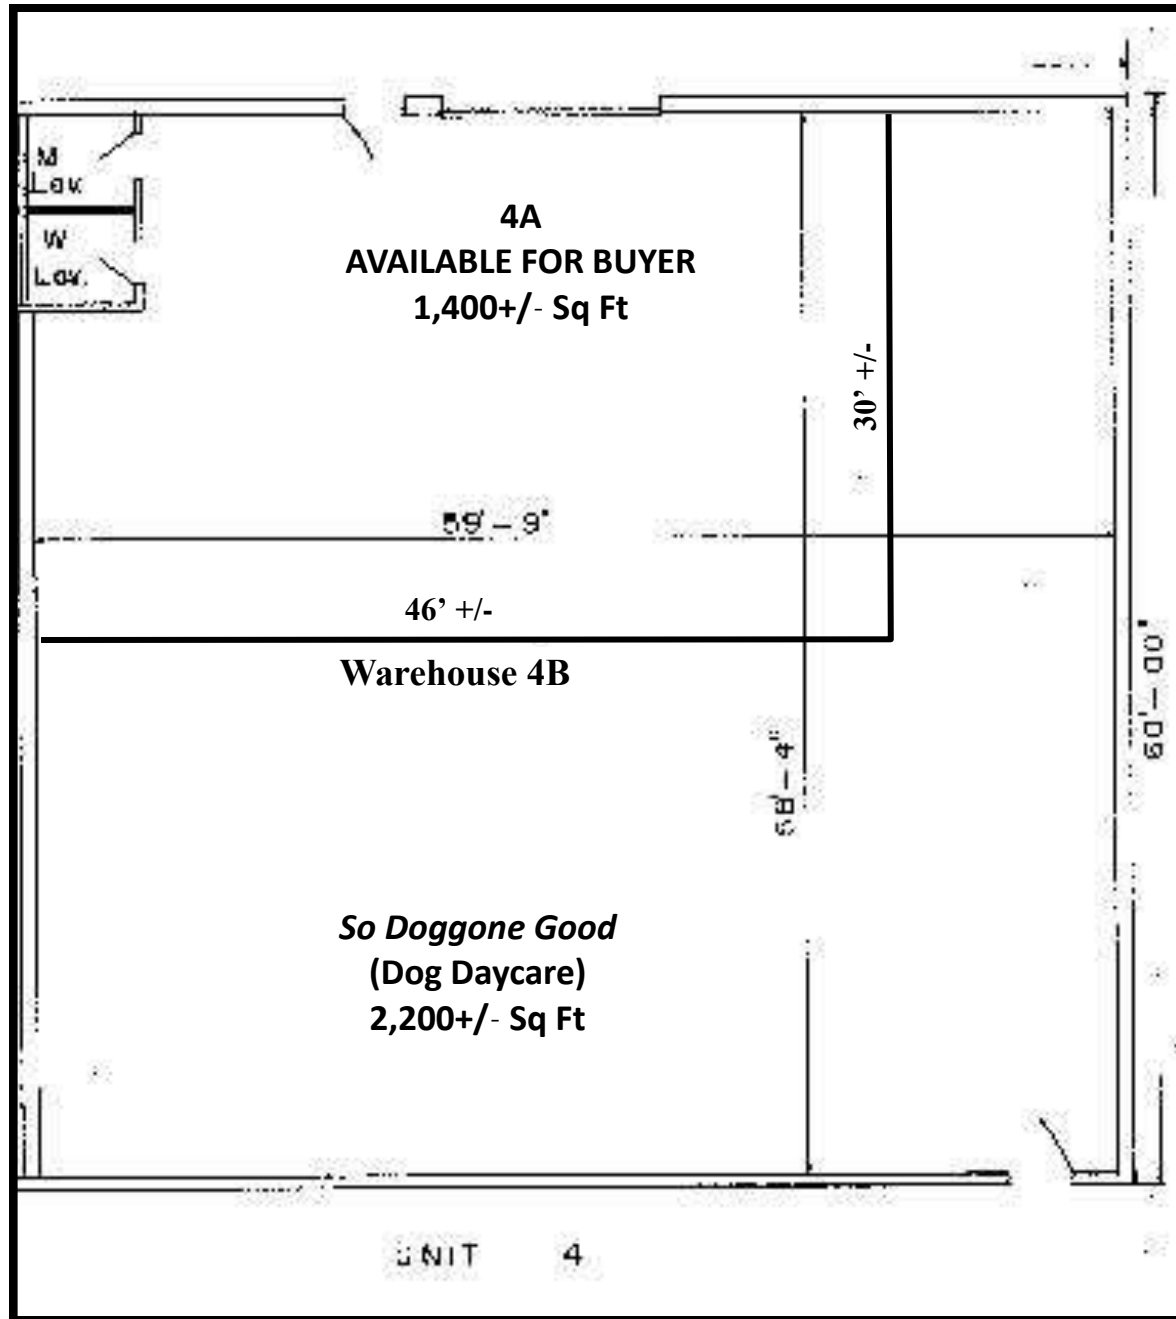 M
Lav.
W
Lav.
4A
AVAILABLE FOR BUYER
1,400+/- Sq Ft
30’ +/-
59'-9"
46’ +/-
Warehouse 4B
60'-00"
58'-4"
So Doggone Good
(Dog Daycare)
2,200+/- Sq Ft
UNIT 4